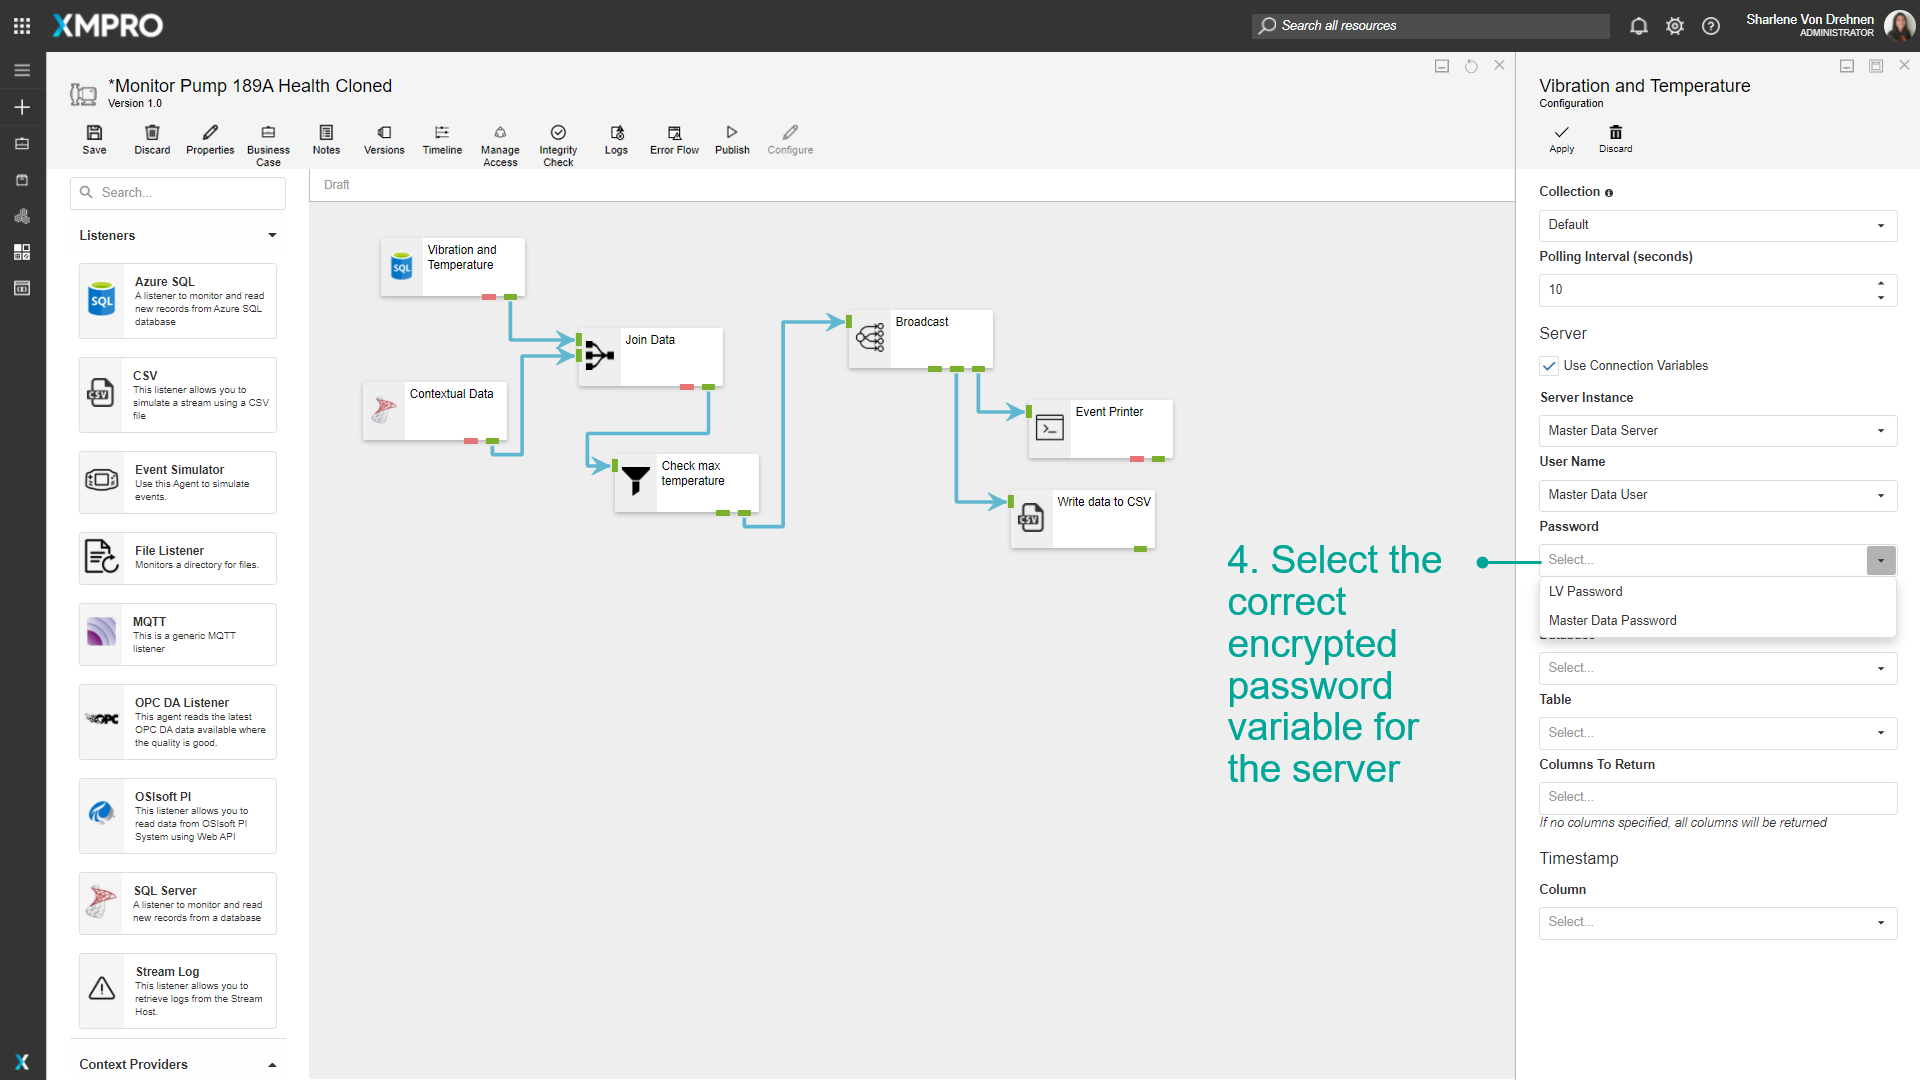 XMPRO
Search all resources
Sharlene Von Drehnen
ADMINISTRATOR
*Monitor Pump 189A Health Cloned
Version 1.0
Save
Discard
Properties
Business
Case
Notes
Versions
Timeline
Manage
Access
Integrity
Check
Logs
Error Flow
Publish
Configure
Search...
Draft
Listeners
Azure SQL
A listener to monitor and read
new records from Azure SQL
database
SQL
CSV
This listener allows you to
simulate a stream using a CSV
file
CSV
Event Simulator
Use this Agent to simulate
events.
File Listener
Monitors a directory for files.
MQTT
This is a generic MQTT
listener
OPC DA Listener
This agent reads the latest
OPC DA data available where
the quality is good.
OPC
OSIsoft PI
This listener allows you to
read data from OSIsoft PI
System using Web API
SQL Server
A listener to monitor and read
new records from a database
Stream Log
This listener allows you to
retrieve logs from the Stream
Host.
Context Providers
SQL
Vibration and
Temperature
Contextual Data
Join Data
Check max
temperature
Broadcast
Event Printer
Write data to CSV
CSV
4. Select the
correct
encrypted
password
variable for
the server
Vibration and Temperature
Configuration
Apply
Discard
Collection
Default
Polling Interval (seconds)
10
Server
Use Connection Variables
Server Instance
Master Data Server
User Name
Master Data User
Password
Select...
LV Password
Master Data Password
Database
Select...
Table
Select...
Columns To Return
Select...
If no columns specified, all columns will be returned
Timestamp
Column
Select...